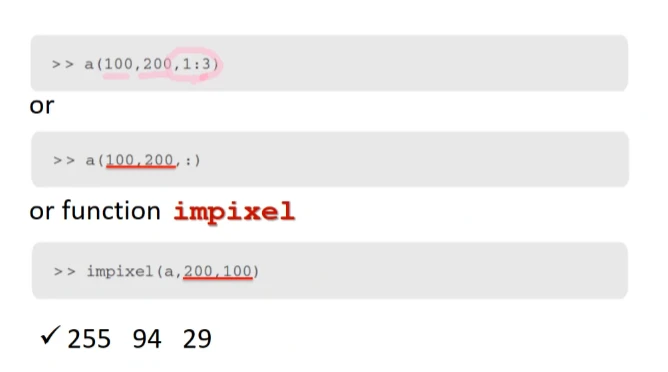 >> a(100,200,1:3)
or
>> a(100,200,:)
or function impixel
>> impixel(a,200,100)
✓ 255 94 29